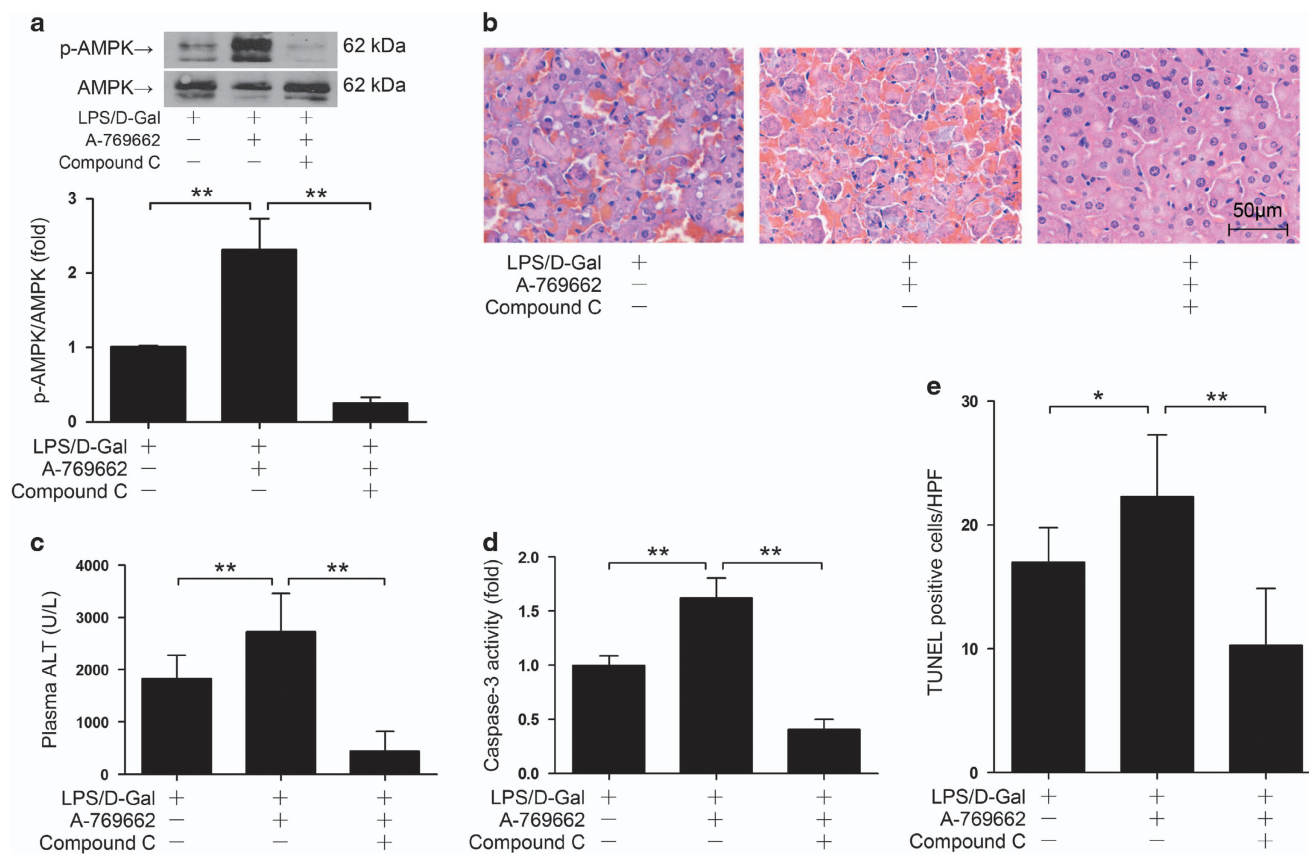 a
p-AMPK→ 62 kDa
AMPK→ 62 kDa
LPS/D-Gal + + +
A-769662 − + +
Compound C − − +
** **
p-AMPK/AMPK (fold)
3
2
1
0
LPS/D-Gal + + +
A-769662 − + +
Compound C − − +
b
50µm
LPS/D-Gal + + +
A-769662 − + +
Compound C − − +
c
** **
Plasma ALT (U/L)
4000
3000
2000
1000
0
LPS/D-Gal + + +
A-769662 − + +
Compound C − − +
d
** **
Caspase-3 activity (fold)
2.0
1.5
1.0
0.5
0.0
LPS/D-Gal + + +
A-769662 − + +
Compound C − − +
e
* **
TUNEL positive cells/HPF
30
20
10
0
LPS/D-Gal + + +
A-769662 − + +
Compound C − − +